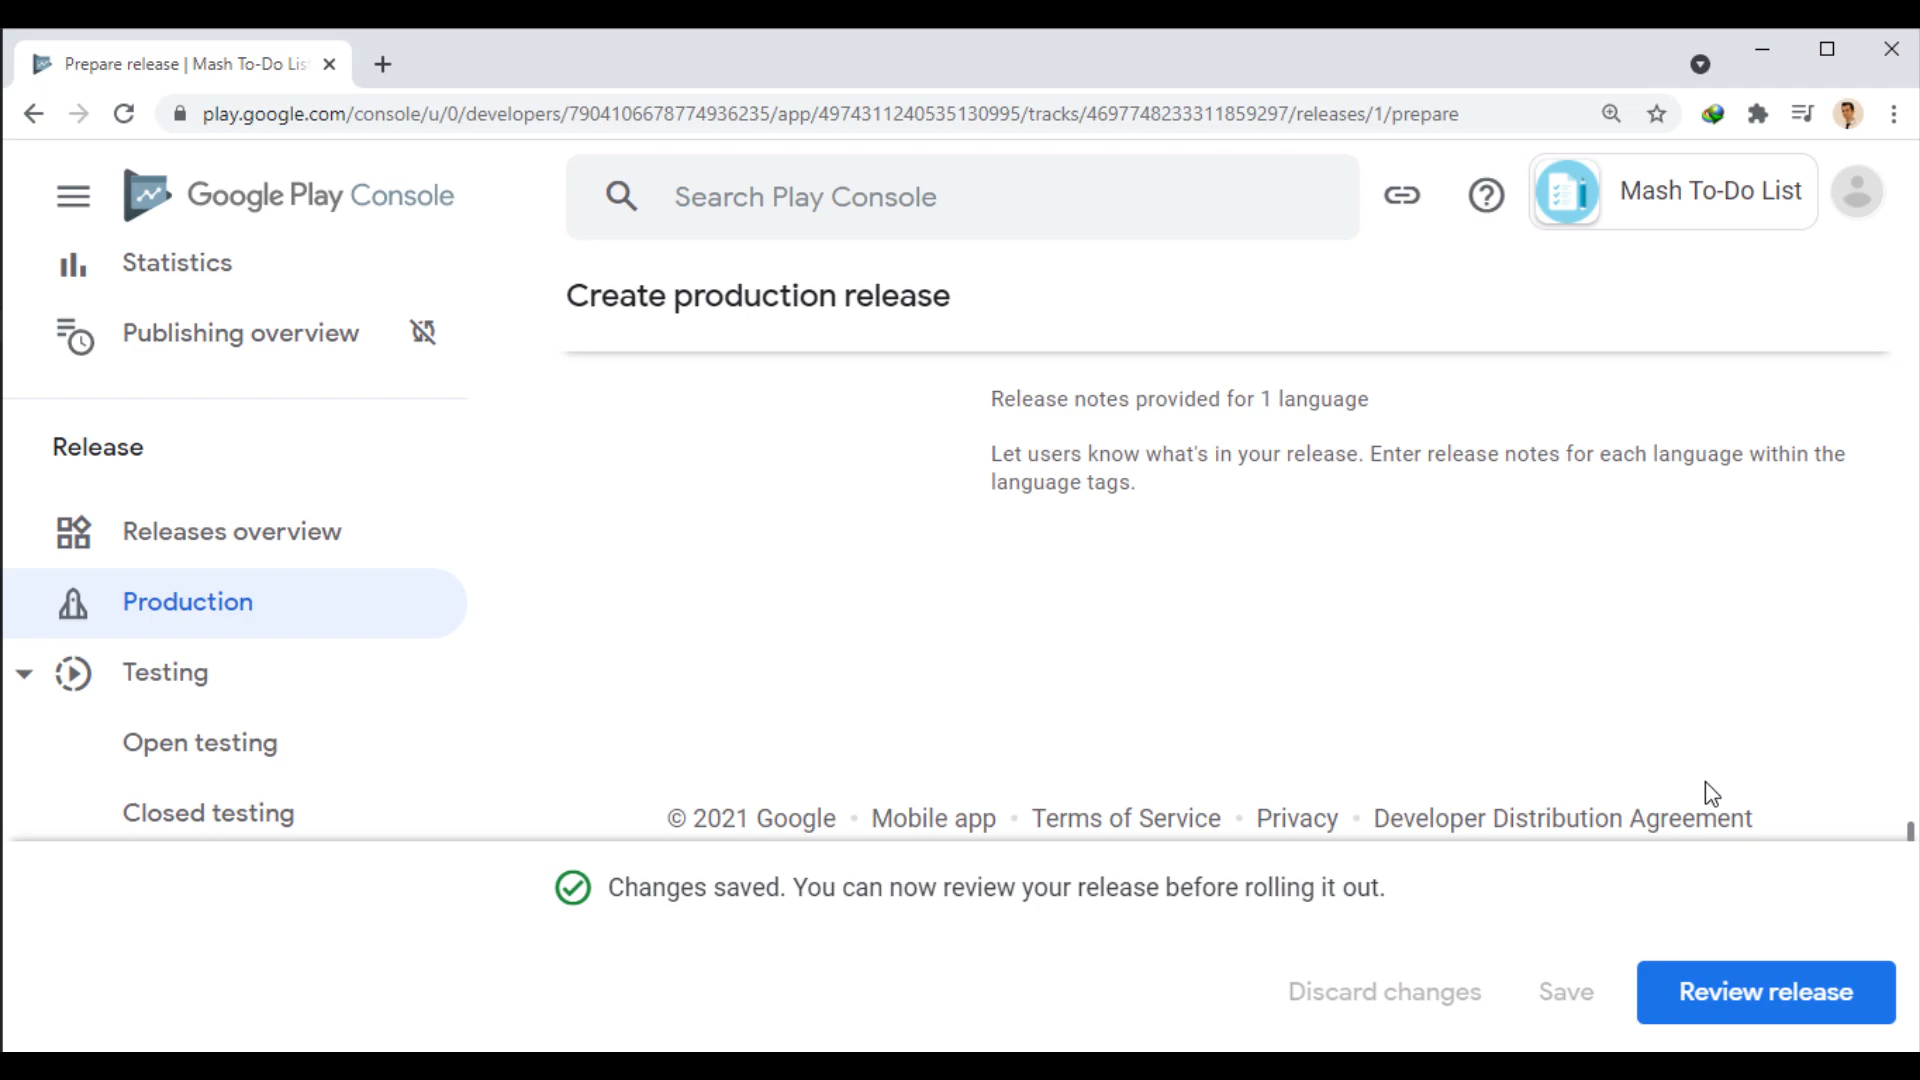 Prepare release | Mash To-Do Lis
play.google.com/console/u/0/developers/7904106678774936235/app/4974311240535130995/tracks/4697748233311859297/releases/1/prepare
Google Play Console
Search Play Console
Mash To-Do List
Statistics
Publishing overview
Release
Releases overview
Production
Testing
Open testing
Closed testing
Create production release
Release notes provided for 1 language
Let users know what's in your release. Enter release notes for each language within the
language tags.
© 2021 Google • Mobile app • Terms of Service • Privacy • Developer Distribution Agreement
Changes saved. You can now review your release before rolling it out.
Discard changes Save Review release